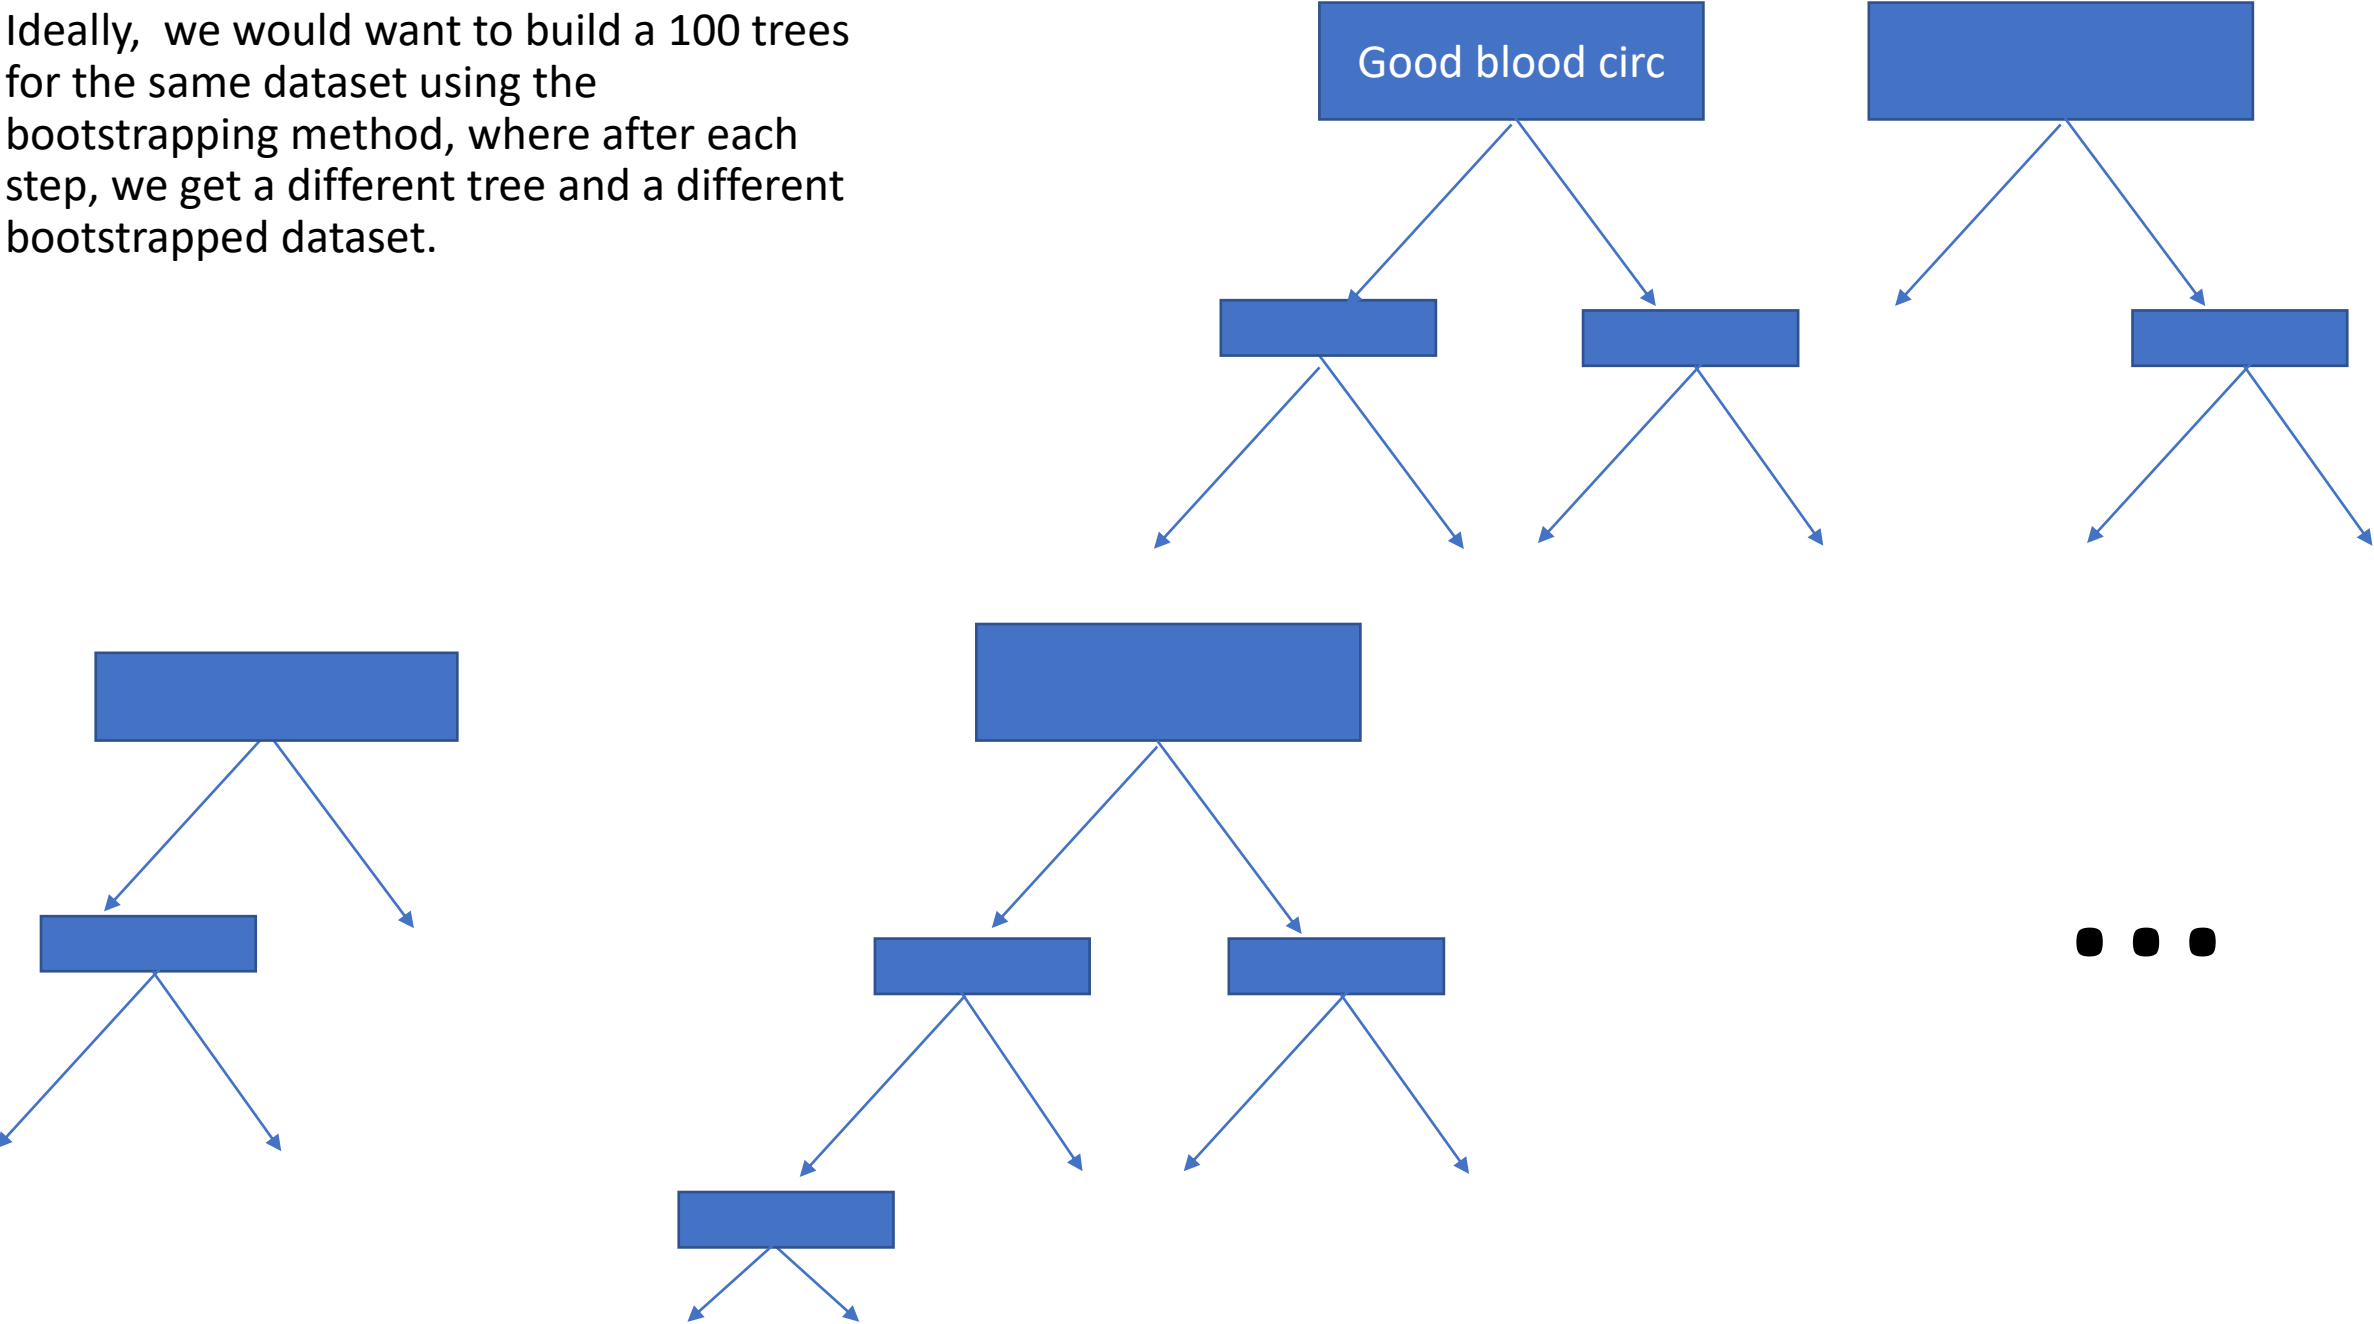 Ideally,  we would want to build a 100 trees
for the same dataset using the
bootstrapping method, where after each
step, we get a different tree and a different
bootstrapped dataset.
Good blood circ
...